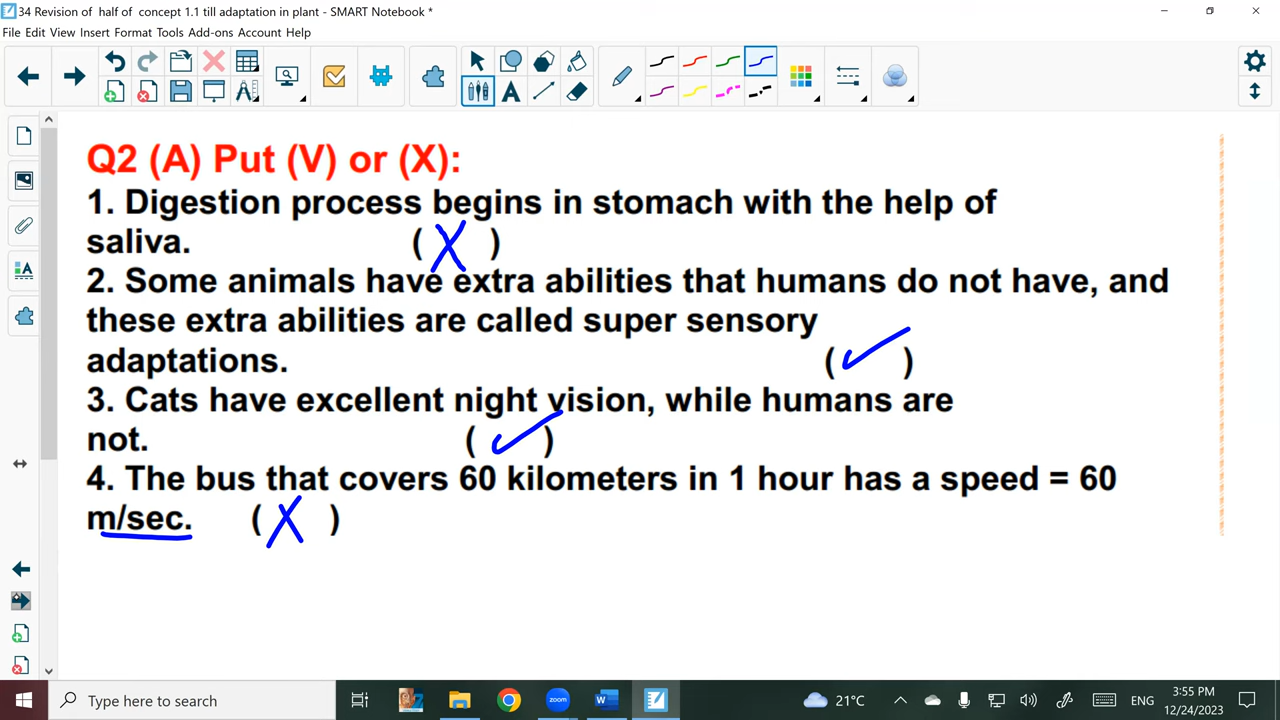 34 Revision of half of concept 1.1 till adaptation in plant - SMART Notebook *
File Edit View Insert Format Tools Add-ons Account Help
Q2 (A) Put (V) or (X):
1. Digestion process begins in stomach with the help of
saliva. ( X )
2. Some animals have extra abilities that humans do not have, and
these extra abilities are called super sensory
adaptations. ( ✓ )
3. Cats have excellent night vision, while humans are
not. ( ✓ )
4. The bus that covers 60 kilometers in 1 hour has a speed = 60
m/sec. ( X )
Type here to search
zoom
W
21°C
ENG
3:55 PM
12/24/2023